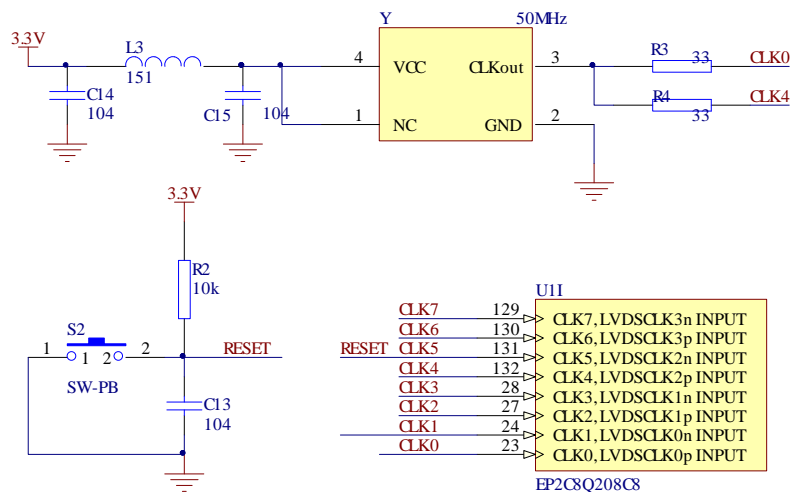 Y 50MHz
3.3V
L3
151
C14
104
C15 104
4 VCC CLKout 3
1 NC GND 2
R3 33 CLK0
R4 33 CLK4
3.3V
R2
10k
S2
1 1 2 2 RESET
SW-PB
C13
104
U1I
CLK7 129 CLK7, LVDSCLK3n INPUT
CLK6 130 CLK6, LVDSCLK3p INPUT
RESET CLK5 131 CLK5, LVDSCLK2n INPUT
CLK4 132 CLK4, LVDSCLK2p INPUT
CLK3 28 CLK3, LVDSCLK1n INPUT
CLK2 27 CLK2, LVDSCLK1p INPUT
CLK1 24 CLK1, LVDSCLK0n INPUT
CLK0 23 CLK0, LVDSCLK0p INPUT
EP2C8Q208C8